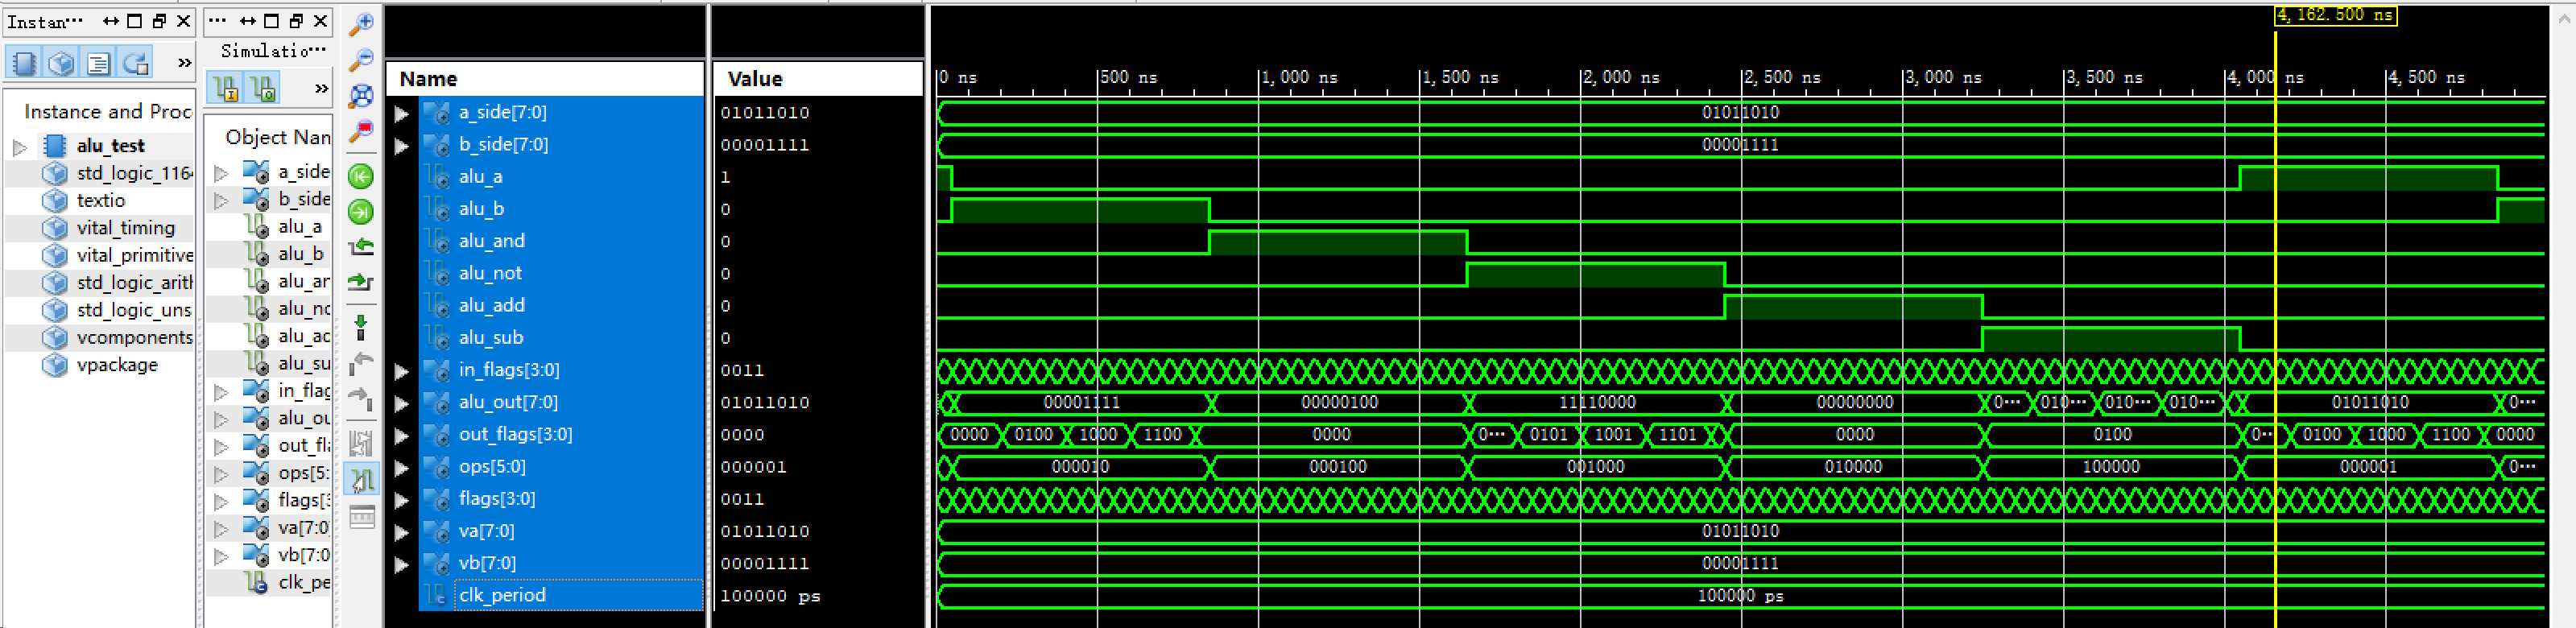 Instan···
···
4,162.500 ns
Simulatio···
Name
Value
0 ns
500 ns
1,000 ns
1,500 ns
2,000 ns
2,500 ns
3,000 ns
3,500 ns
4,000 ns
4,500 ns
»
»
Instance and Proc
alu_test
std_logic_1164
textio
vital_timing
vital_primitive
std_logic_arith
std_logic_uns
vcomponents
vpackage
Object Nan
a_side
b_side
alu_a
alu_b
alu_ar
alu_nc
alu_ac
alu_su
in_flag
alu_ou
out_fla
ops[5:
flags[3
va[7:0
vb[7:0
clk_pe
a_side[7:0] 01011010 01011010
b_side[7:0] 00001111 00001111
alu_a 1
alu_b 0
alu_and 0
alu_not 0
alu_add 0
alu_sub 0
in_flags[3:0] 0011
alu_out[7:0] 01011010 00001111 00000100 11110000 00000000 0··· 010··· 010··· 010··· 01011010 0···
out_flags[3:0] 0000 0000 0100 1000 1100 0000 0··· 0101 1001 1101 0000 0100 0·· 0100 1000 1100 0000
ops[5:0] 000001 000010 000100 001000 010000 100000 000001 0···
flags[3:0] 0011
va[7:0] 01011010 01011010
vb[7:0] 00001111 00001111
clk_period 100000 ps 100000 ps